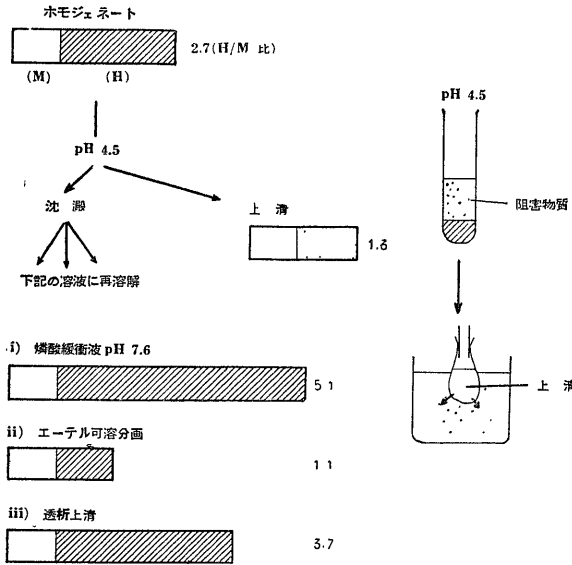 ホモジェネート
2.7(H/M 比)
(M) (H)
pH 4.5
沈 澱
上 清
1.6
下記の溶液に再溶解
i) 燐酸緩衝液 pH 7.6
5 1
ii) エーテル可溶分画
1 1
iii) 透析上清
3.7
pH 4.5
阻害物質
上 清